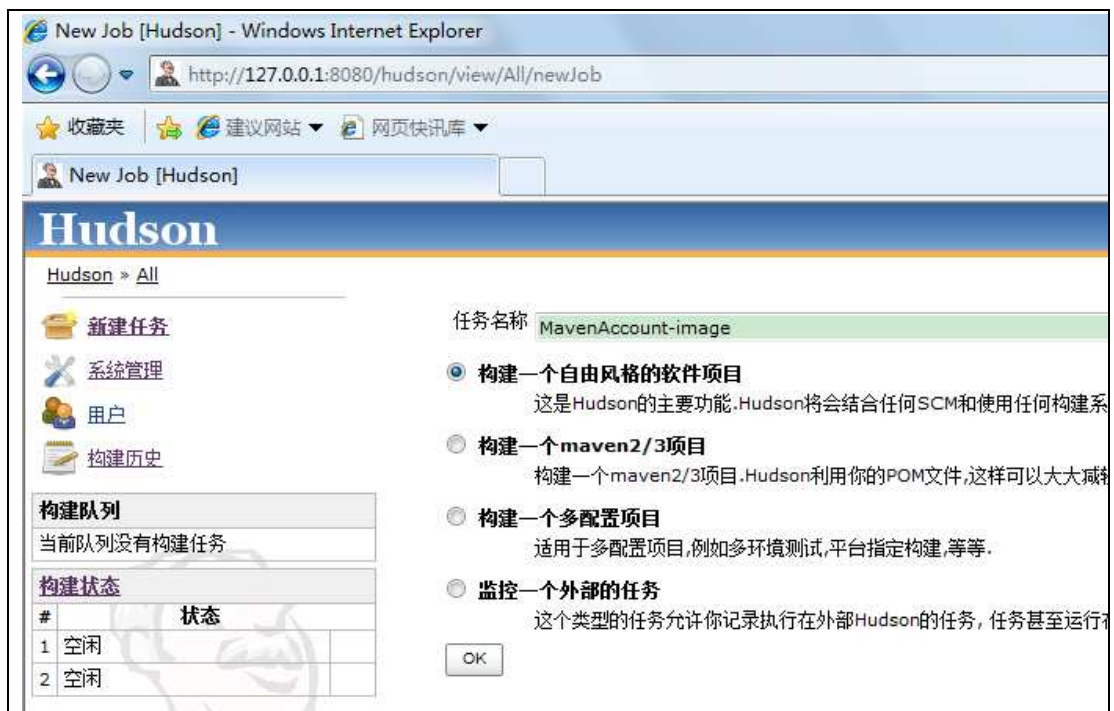 New Job [Hudson] - Windows Internet Explorer
http://127.0.0.1:8080/hudson/view/All/newJob
收藏夹 建议网站 网页快讯库
New Job [Hudson]
Hudson
Hudson » All
新建任务
系统管理
用户
构建历史
构建队列
当前队列没有构建任务
构建状态
# 状态
1 空闲
2 空闲
任务名称 MavenAccount-image
构建一个自由风格的软件项目
这是Hudson的主要功能.Hudson将会结合任何SCM和使用任何构建系
构建一个maven2/3项目
构建一个maven2/3项目.Hudson利用你的POM文件,这样可以大大减
构建一个多配置项目
适用于多配置项目,例如多环境测试,平台指定构建,等等.
监控一个外部的任务
这个类型的任务允许你记录执行在外部Hudson的任务, 任务甚至运行
OK